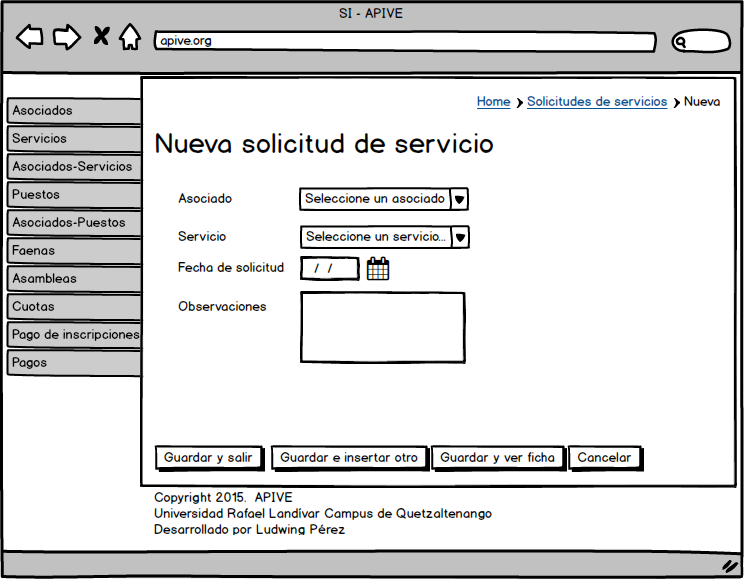 SI - APIVE
apive.org
Home > Solicitudes de servicios > Nueva
Asociados
Servicios
Asociados-Servicios
Puestos
Asociados-Puestos
Faenas
Asambleas
Cuotas
Pago de inscripciones
Pagos
Nueva solicitud de servicio
Asociado Seleccione un asociado
Servicio Seleccione un servicio...
Fecha de solicitud / /
Observaciones
Guardar y salir Guardar e insertar otro Guardar y ver ficha Cancelar
Copyright 2015. APIVE
Universidad Rafael Landívar Campus de Quetzaltenango
Desarrollado por Ludwing Pérez